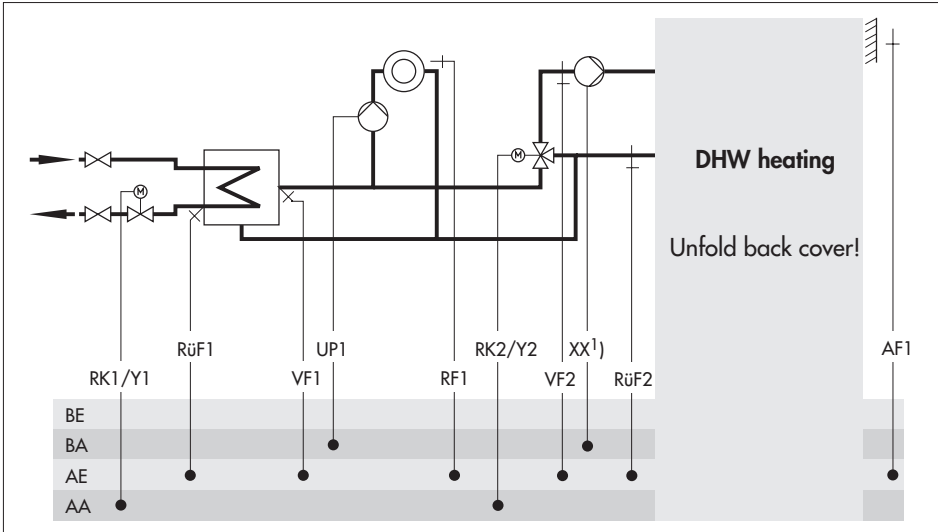 M
M
DHW heating
Unfold back cover!
RüF1 UP1 RK2/Y2 XX1) AF1
RK1/Y1 VF1 RF1 VF2 RüF2
BE
BA
AE
AA